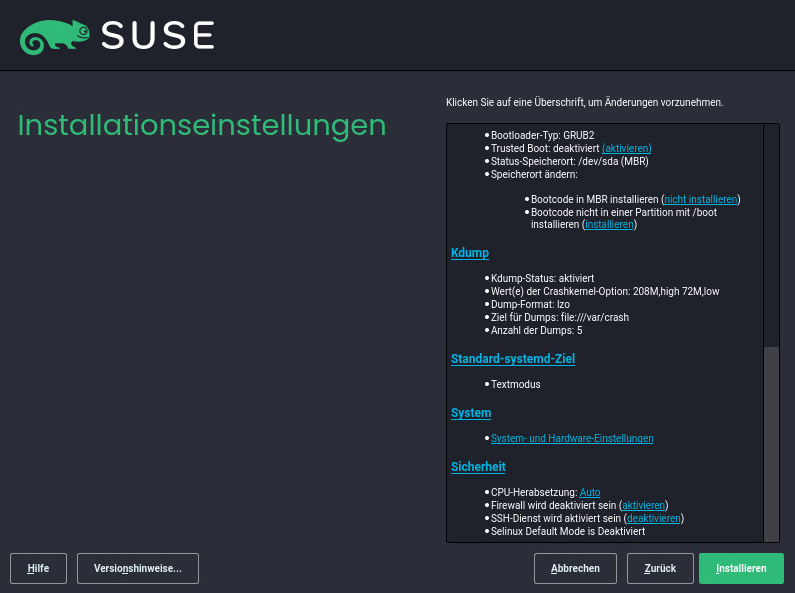 SUSE
Installationseinstellungen
Klicken Sie auf eine Überschrift, um Änderungen vorzunehmen.
Bootloader-Typ: GRUB2
Trusted Boot: deaktiviert (aktivieren)
Status-Speicherort: /dev/sda (MBR)
Speicherort ändern:
Bootcode in MBR installieren (nicht installieren)
Bootcode nicht in einer Partition mit /boot
installieren (installieren)
Kdump
Kdump-Status: aktiviert
Wert(e) der Crashkernel-Option: 208M,high 72M,low
Dump-Format: lzo
Ziel für Dumps: file:///var/crash
Anzahl der Dumps: 5
Standard-systemd-Ziel
Textmodus
System
System- und Hardware-Einstellungen
Sicherheit
CPU-Herabsetzung: Auto
Firewall wird deaktiviert sein (aktivieren)
SSH-Dienst wird aktiviert sein (deaktivieren)
Selinux Default Mode is Deaktiviert
Hilfe Versionshinweise... Abbrechen Zurück Installieren